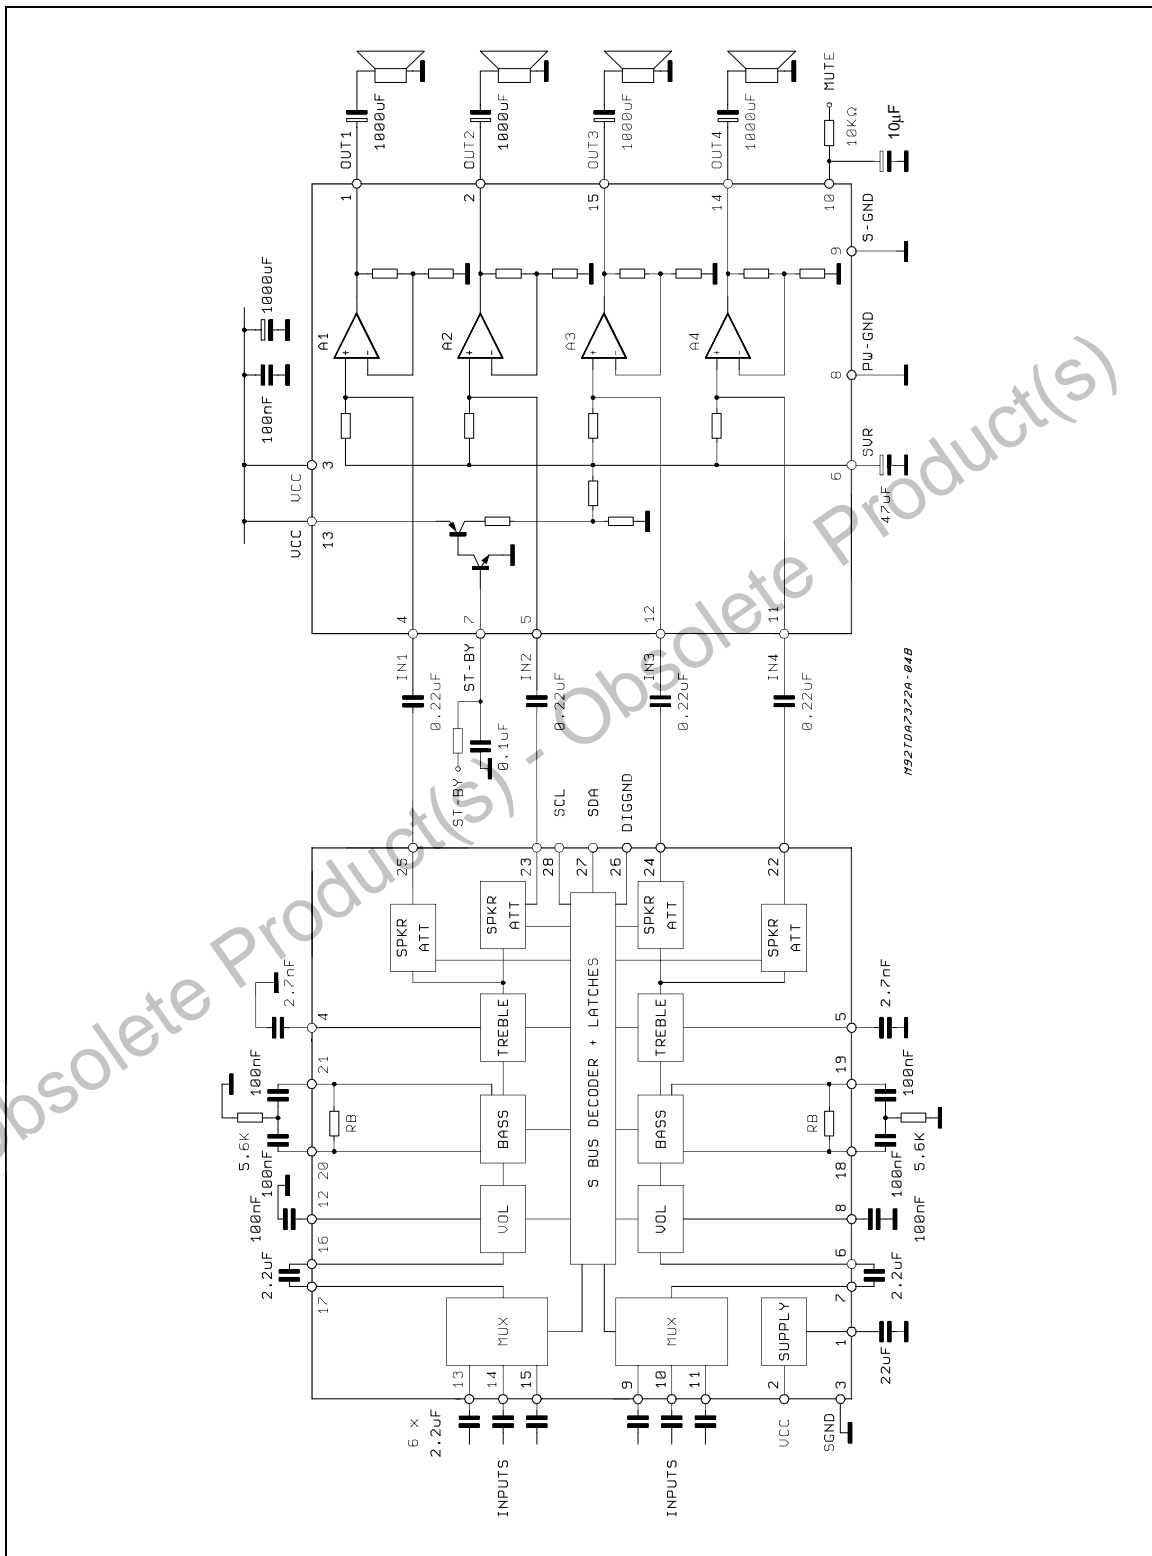 OUT1
OUT2
OUT3
OUT4
1000uF
1000uF
1000uF
1000uF
MUTE
10KΩ
10µF
1
2
15
14
10
S-GND
9
1000uF
100nF
A1
A2
A3
A4
+
-
+
-
+
-
+
-
PW-GND
8
VCC
3
SVR
6
47uF
VCC
13
4
7
5
12
11
IN1
ST-BY
IN2
IN3
IN4
0.22uF
ST-BY
0.1uF
0.22uF
0.22uF
0.22uF
M92TDA7372A-04B
SCL
SDA
DIGGND
25
23
28
27
26
24
22
SPKR
ATT
SPKR
ATT
SPKR
ATT
SPKR
ATT
2.7nF
4
TREBLE
S BUS DECODER + LATCHES
TREBLE
5
2.7nF
100nF
21
19
100nF
5.6K
RB
BASS
BASS
RB
5.6K
100nF
20
18
100nF
100nF
12
VOL
VOL
8
100nF
2.2uF
16
6
2.2uF
17
7
MUX
MUX
SUPPLY
1
22uF
13
14
15
9
10
11
2
3
6 x
2.2uF
VCC
SGND
INPUTS
INPUTS
Obsolete Product(s) - Obsolete Product(s)